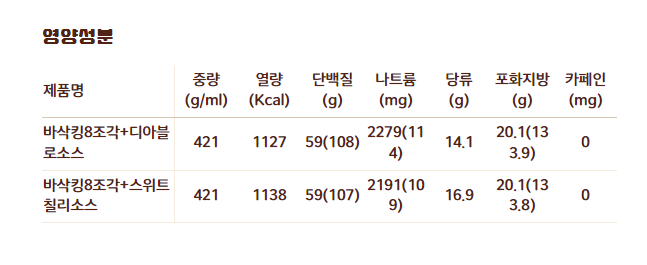 영양성분
제품명 중량 (g/ml) 열량 (Kcal) 단백질 (g) 나트륨 (mg) 당류 (g) 포화지방 (g) 카페인 (mg)
바삭킹8조각+디아블로소스 421 1127 59(108) 2279(114) 14.1 20.1(133.9) 0
바삭킹8조각+스위트칠리소스 421 1138 59(107) 2191(109) 16.9 20.1(133.8) 0